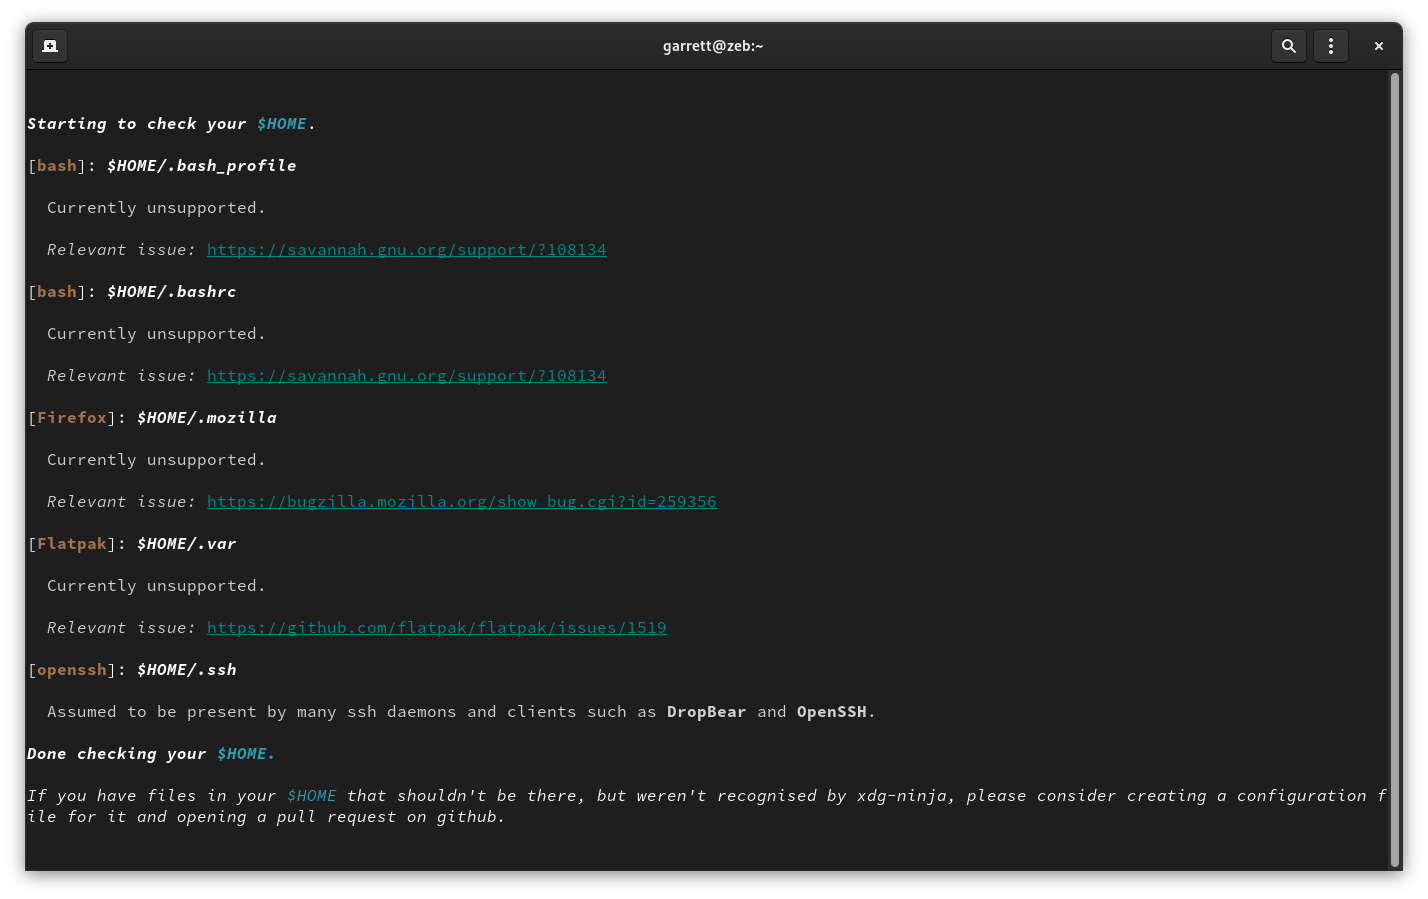 garrett@zeb:~
Starting to check your $HOME.
[bash]: $HOME/.bash_profile
Currently unsupported.
Relevant issue: https://savannah.gnu.org/support/?108134
[bash]: $HOME/.bashrc
Currently unsupported.
Relevant issue: https://savannah.gnu.org/support/?108134
[Firefox]: $HOME/.mozilla
Currently unsupported.
Relevant issue: https://bugzilla.mozilla.org/show_bug.cgi?id=259356
[Flatpak]: $HOME/.var
Currently unsupported.
Relevant issue: https://github.com/flatpak/flatpak/issues/1519
[openssh]: $HOME/.ssh
Assumed to be present by many ssh daemons and clients such as DropBear and OpenSSH.
Done checking your $HOME.
If you have files in your $HOME that shouldn't be there, but weren't recognised by xdg-ninja, please consider creating a configuration f
ile for it and opening a pull request on github.